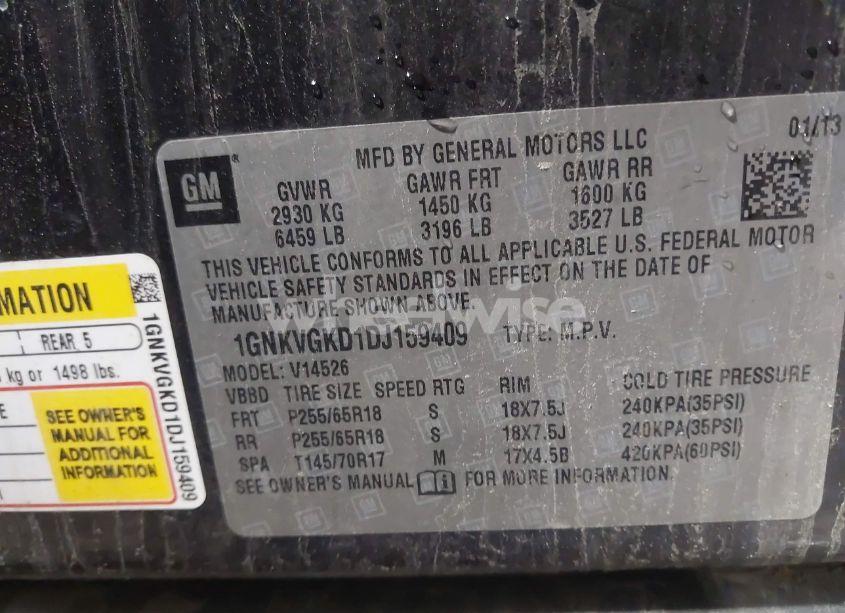 MFD BY GENERAL MOTORS LLC
01/13
GM
®
GVWR GAWR FRT GAWR RR
2930 KG 1450 KG 1600 KG
6459 LB 3196 LB 3527 LB
THIS VEHICLE CONFORMS TO ALL APPLICABLE U.S. FEDERAL MOTOR
VEHICLE SAFETY STANDARDS IN EFFECT ON THE DATE OF
MANUFACTURE SHOWN ABOVE.
1GNKVGKD1DJ159409 TYPE: M.P.V.
MODEL: V14526
VBBD TIRE SIZE SPEED RTG RIM COLD TIRE PRESSURE
FRT P255/65R18 S 18X7.5J 240KPA(35PSI)
RR P255/65R18 S 18X7.5J 240KPA(35PSI)
SPA T145/70R17 M 17X4.5B 420KPA(60PSI)
SEE OWNER'S MANUAL FOR MORE INFORMATION.
MATION
REAR 5
kg or 1498 lbs.
SEE OWNER'S
MANUAL FOR
ADDITIONAL
INFORMATION
1GNKVGKD1DJ159409
wheelwise